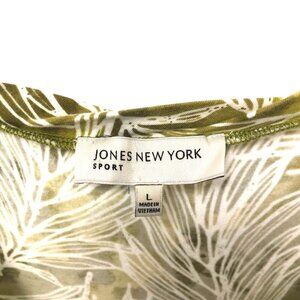 JONES NEW YORK
SPORT
L
MADE IN
VIETNAM